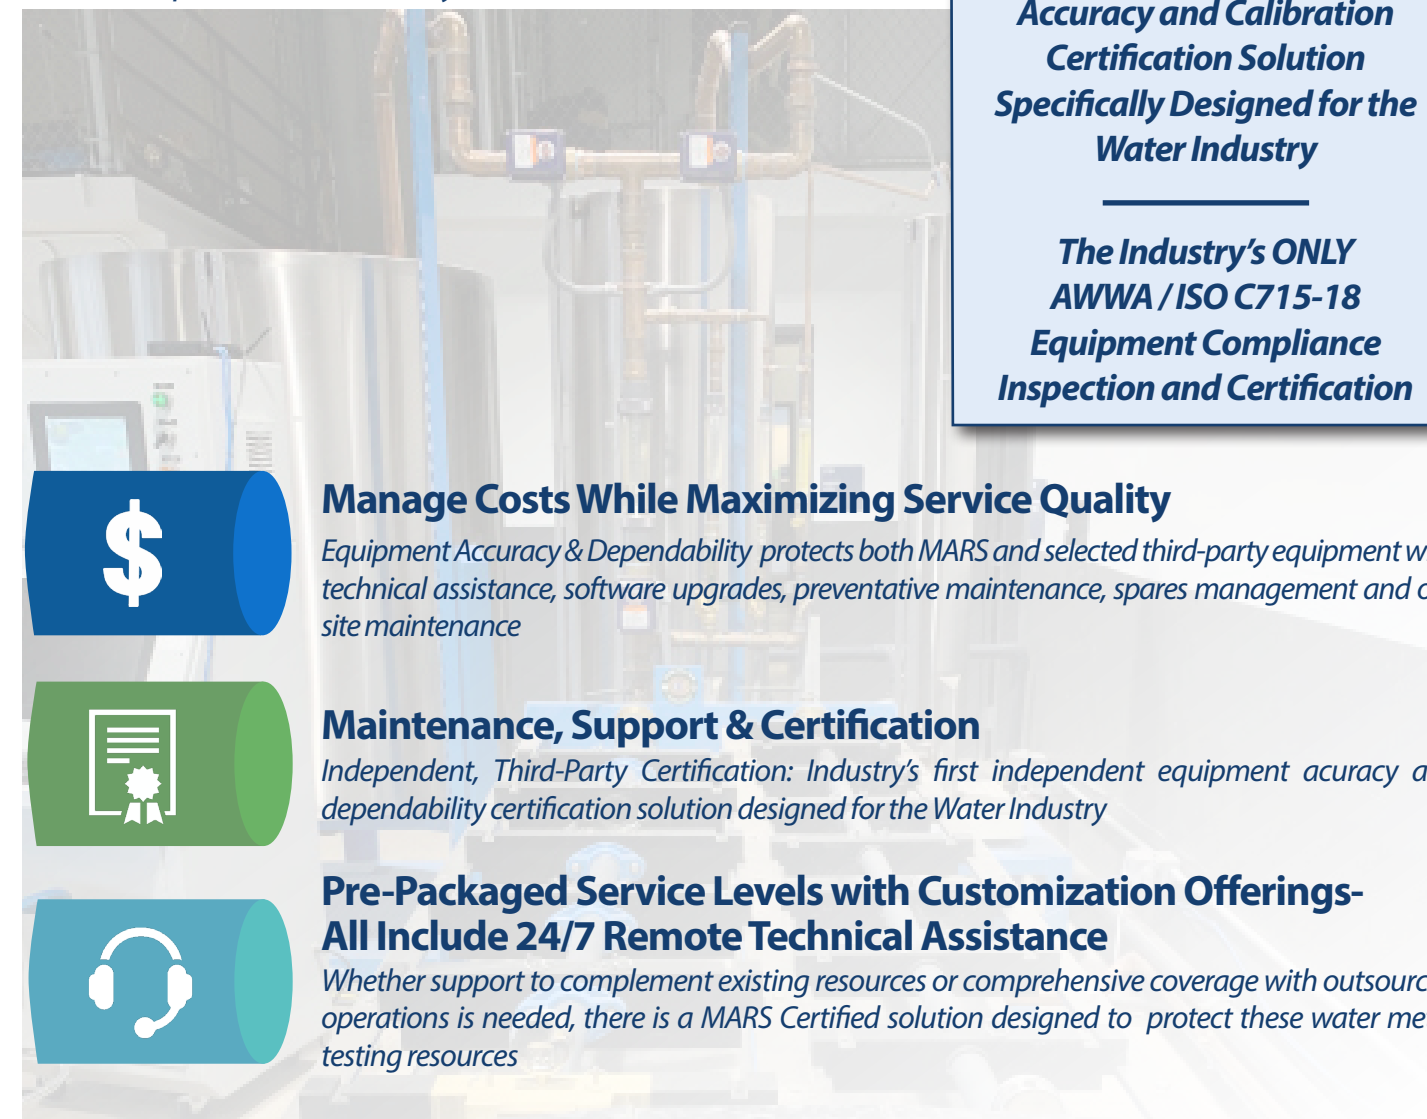 Accuracy and Calibration
Certification Solution
Specifically Designed for the
Water Industry
The Industry's ONLY
AWWA / ISO C715-18
Equipment Compliance
Inspection and Certification
$
Manage Costs While Maximizing Service Quality
Equipment Accuracy & Dependability protects both MARS and selected third-party equipment w
technical assistance, software upgrades, preventative maintenance, spares management and o
site maintenance
Maintenance, Support & Certification
Independent, Third-Party Certification: Industry's first independent equipment acuracy a
dependability certification solution designed for the Water Industry
Pre-Packaged Service Levels with Customization Offerings-
All Include 24/7 Remote Technical Assistance
Whether support to complement existing resources or comprehensive coverage with outsourc
operations is needed, there is a MARS Certified solution designed to protect these water me
testing resources